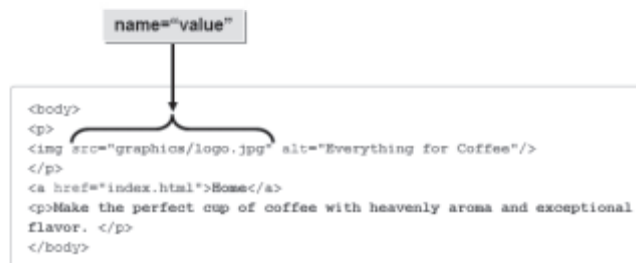 name=“value”
<body>
<p>
<img src="graphics/logo.jpg" alt="Everything for Coffee"/>
</p>
<a href="index.html">Home</a>
<p>Make the perfect cup of coffee with heavenly aroma and exceptional
flavor. </p>
</body>